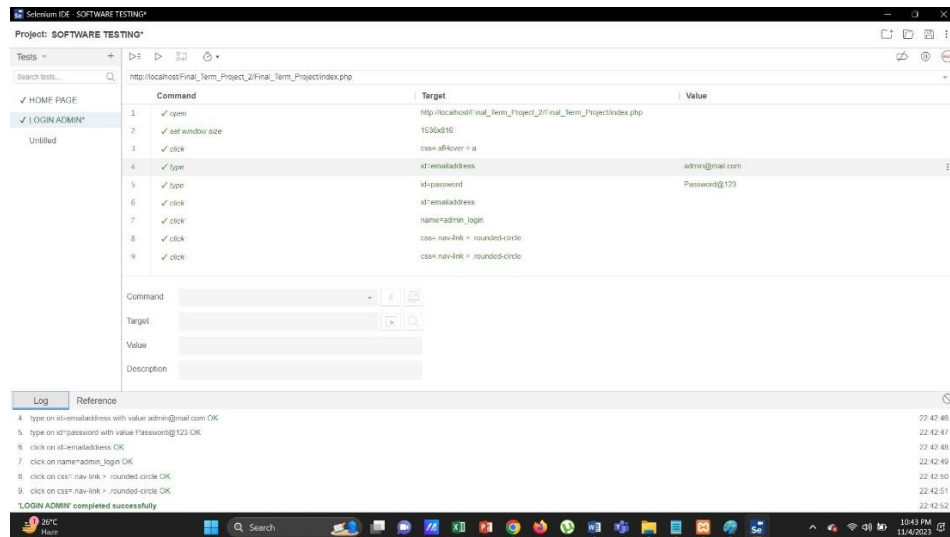 Selenium IDE - SOFTWARE TESTING*
Project: SOFTWARE TESTING*
Tests
Search tests...
http://localhost/Final_Term_Project_2/Final_Term_Project/index.php
✓ HOME PAGE
✓ LOGIN ADMIN*
Untitled
Command Target Value
1 ✓ open http://localhost/Final_Term_Project_2/Final_Term_Project/index.php
2 ✓ set window size 1536x816
3 ✓ click css=.sfHover > a
4 ✓ type id=emailaddress admin@mail.com
5 ✓ type id=password Password@123
6 ✓ click id=emailaddress
7 ✓ click name=admin_login
8 ✓ click css=.nav-link > .rounded-circle
9 ✓ click css=.nav-link > .rounded-circle
Command
Target
Value
Description
Log Reference
4. type on id=emailaddress with value admin@mail.com OK 22:42:46
5. type on id=password with value Password@123 OK 22:42:47
6. click on id=emailaddress OK 22:42:48
7. click on name=admin_login OK 22:42:49
8. click on css=.nav-link > .rounded-circle OK 22:42:50
9. click on css=.nav-link > .rounded-circle OK 22:42:51
'LOGIN ADMIN' completed successfully 22:42:52
26°C
Haze
Search
10:43 PM
11/4/2023